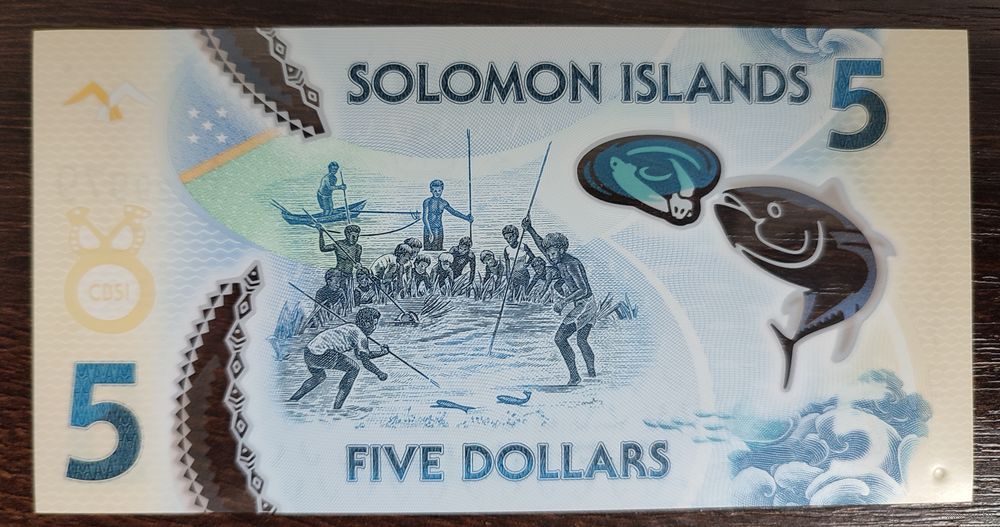 SOLOMON ISLANDS 5
CBSI
5
FIVE DOLLARS